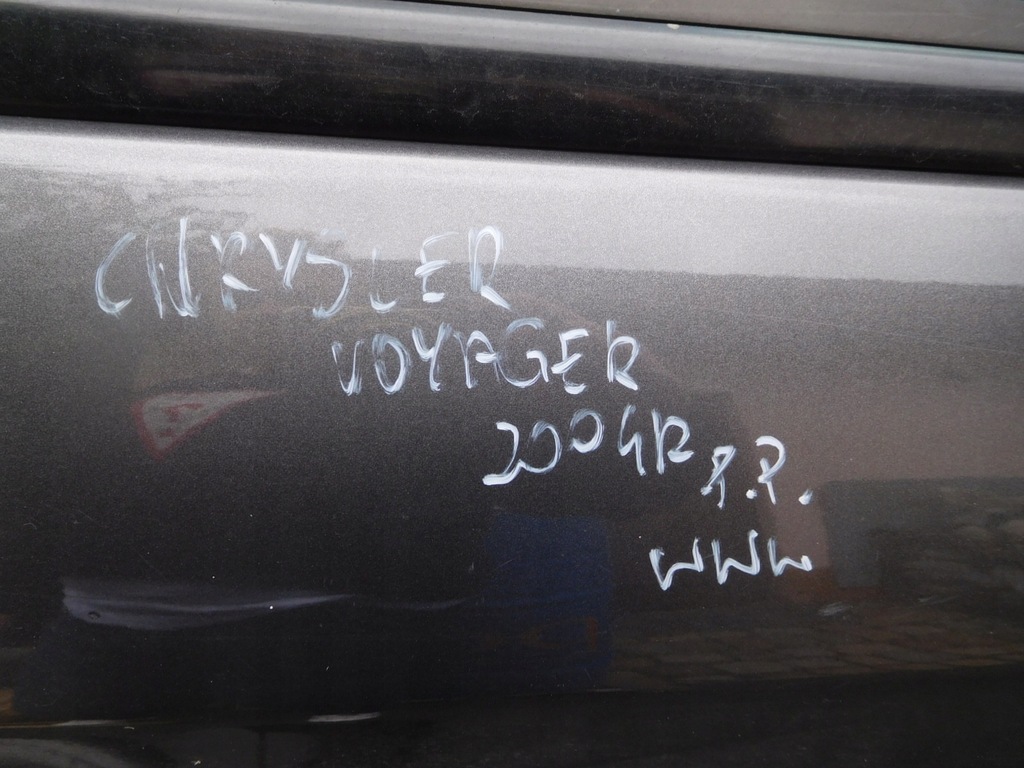 CHRYSLER
VOYAGER
2004R P.P.
WWW